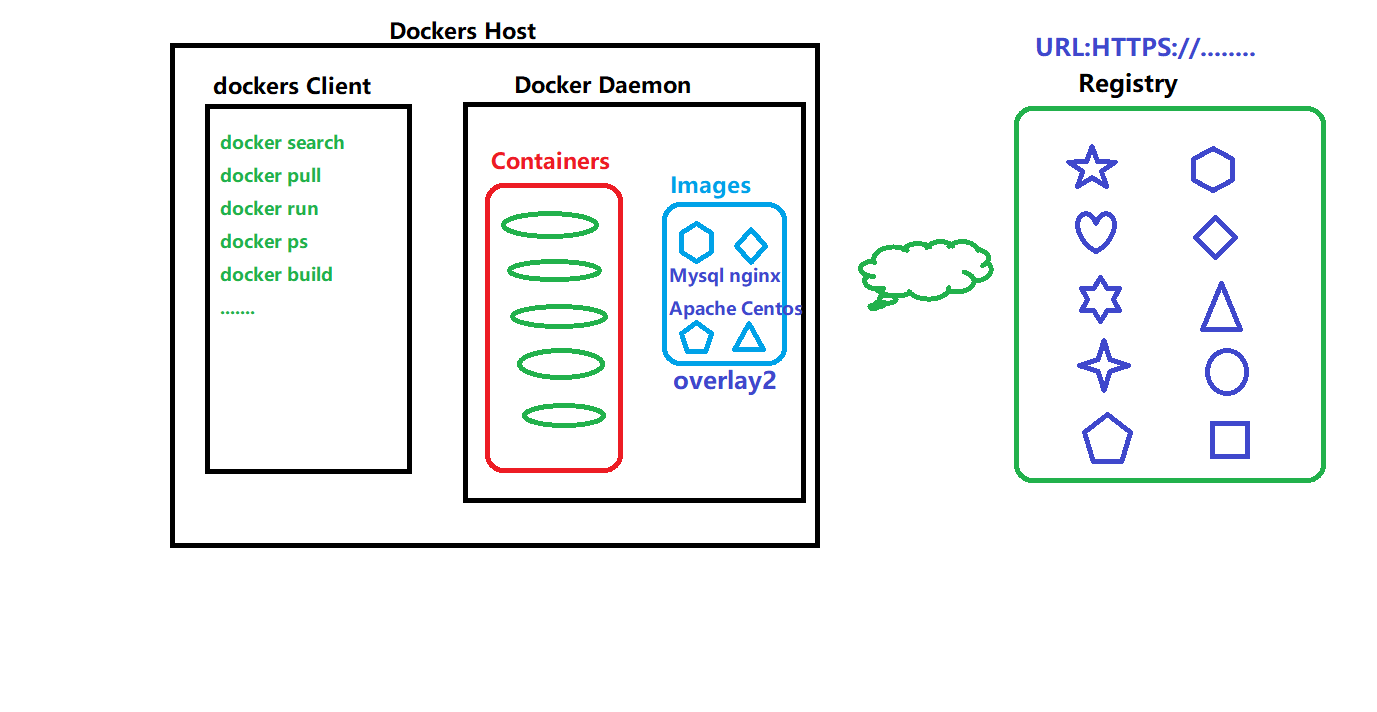 Dockers Host
dockers Client
docker search
docker pull
docker run
docker ps
docker build
.......
Docker Daemon
Containers
Images
Mysql nginx
Apache Centos
overlay2
URL:HTTPS://........
Registry